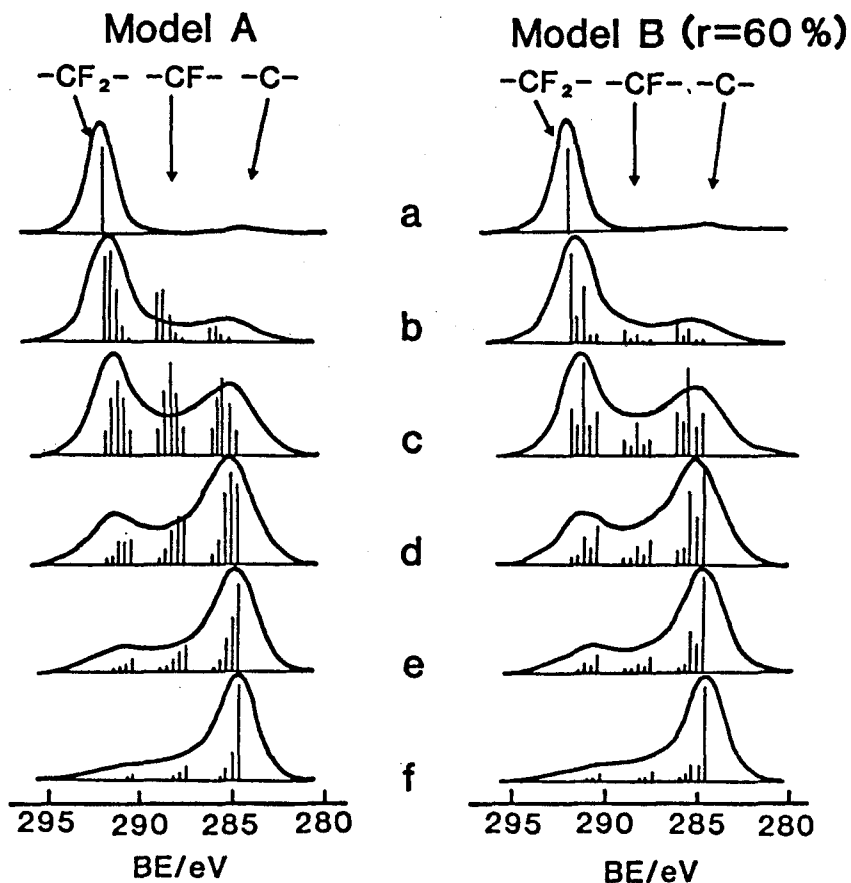 Model A
Model B (r=60 %)
-CF₂- -CF- -C-
-CF₂- -CF- -C-
a
b
c
d
e
f
295 290 285 280
295 290 285 280
BE/eV
BE/eV